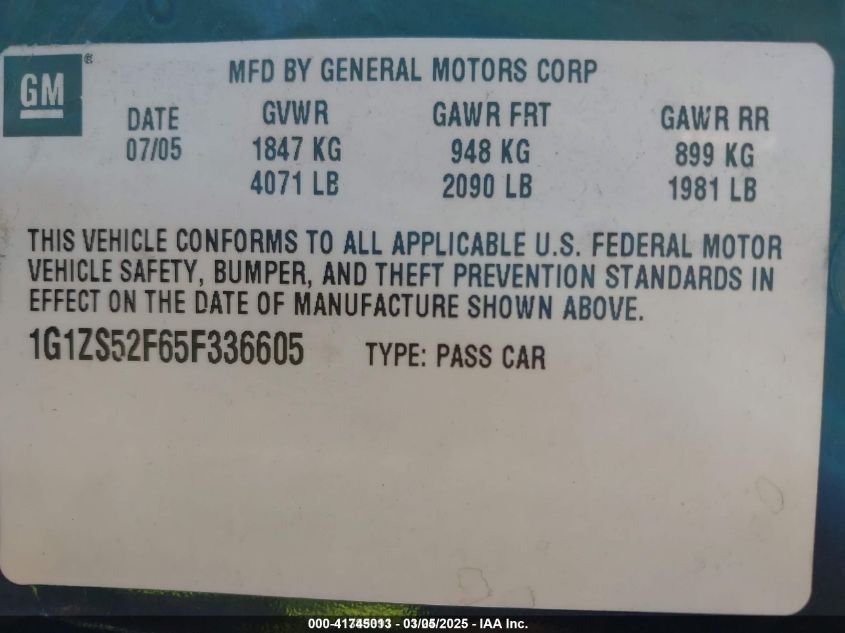 GM®
MFD BY GENERAL MOTORS CORP
DATE GVWR GAWR FRT GAWR RR
07/05 1847 KG 948 KG 899 KG
4071 LB 2090 LB 1981 LB
THIS VEHICLE CONFORMS TO ALL APPLICABLE U.S. FEDERAL MOTOR
VEHICLE SAFETY, BUMPER, AND THEFT PREVENTION STANDARDS IN
EFFECT ON THE DATE OF MANUFACTURE SHOWN ABOVE.
1G1ZS52F65F336605 TYPE: PASS CAR
- IAA Inc.